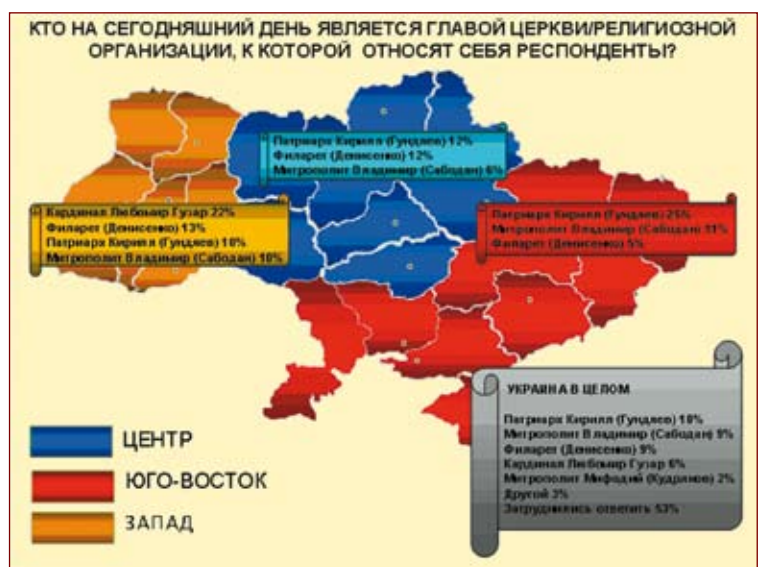 КТО НА СЕГОДНЯШНИЙ ДЕНЬ ЯВЛЯЕТСЯ ГЛАВОЙ ЦЕРКВИ/РЕЛИГИОЗНОЙ
ОРГАНИЗАЦИИ, К КОТОРОЙ ОТНОСЯТ СЕБЯ РЕСПОНДЕНТЫ?
Патриарх Кирилл (Гундяев) 12%
Филарет (Денисенко) 12%
Митрополит Владимир (Сабодан) 6%
Кардинал Любомир Гузар 22%
Филарет (Денисенко) 13%
Патриарх Кирилл (Гундяев) 10%
Митрополит Владимир (Сабодан) 10%
Патриарх Кирилл (Гундяев)
Митрополит Владимир (Сабодан) 11%
Филарет (Денисенко) 5%
УКРАИНА В ЦЕЛОМ
Патриарх Кирилл (Гундяев) 18%
Митрополит Владимир (Сабодан) 9%
Филарет (Денисенко) 9%
Кардинал Любомир Гузар 6%
Митрополит Мифодий (Кудряков) 2%
Другой 3%
Затруднились ответить 53%
ЦЕНТР
ЮГО-ВОСТОК
ЗАПАД